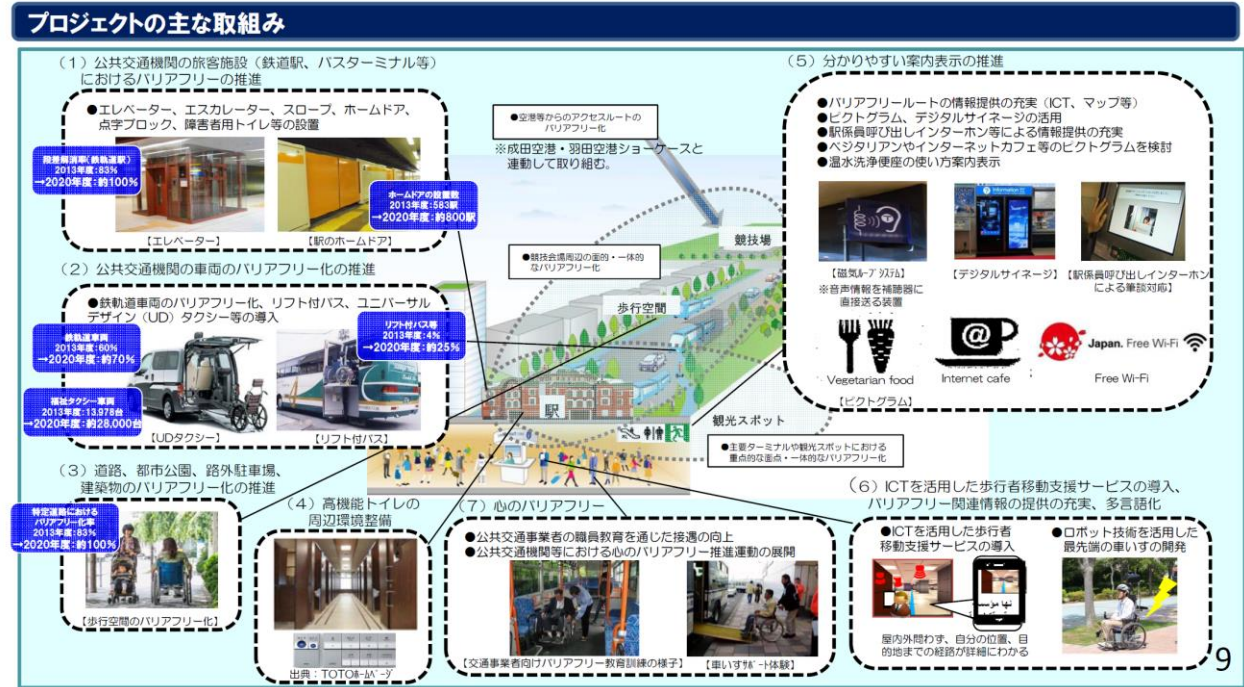 プロジェクトの主な取組み
(1)公共交通機関の旅客施設(鉄道駅、バスターミナル等)
におけるバリアフリーの推進
●エレベーター、エスカレーター、スロープ、ホームドア、
点字ブロック、障害者用トイレ等の設置
段差解消率(鉄軌道駅)
2013年度:83%
→2020年度:約100%
ホームドアの設置数
2013年度:583駅
→2020年度:約800駅
【エレベーター】
【駅のホームドア】
(2)公共交通機関の車両のバリアフリー化の推進
●鉄軌道車両のバリアフリー化、リフト付バス、ユニバーサル
デザイン(UD)タクシー等の導入
鉄軌道車両
2013年度:60%
→2020年度:約70%
リフト付バス等
2013年度:4%
→2020年度:約25%
福祉タクシー車両
2013年度:13,978台
→2020年度:約28,000台
【UDタクシー】
【リフト付バス】
(3)道路、都市公園、路外駐車場、
建築物のバリアフリー化の推進
特定道路における
バリアフリー化率
2013年度:83%
→2020年度:約100%
【歩行空間のバリアフリー化】
(4)高機能トイレの
周辺環境整備
出典:TOTOホームページ
●空港等からのアクセスルートの
バリアフリー化
※成田空港・羽田空港ショーケースと
連動して取り組む。
●競技会場周辺の面的・一体的
なバリアフリー化
競技場
歩行空間
駅
観光スポット
●主要ターミナルや観光スポットにおける
重点的な面点・一体的なバリアフリー化
(5)分かりやすい案内表示の推進
●バリアフリールートの情報提供の充実(ICT、マップ等)
●ピクトグラム、デジタルサイネージの活用
●駅係員呼び出しインターホン等による情報提供の充実
●ベジタリアンやインターネットカフェ等のピクトグラムを検討
●温水洗浄便座の使い方案内表示
Information
【磁気ループシステム】
※音声情報を補聴器に
直接送る装置
【デジタルサイネージ】
【駅係員呼び出しインターホン
による筆談対応】
@
Japan. Free Wi-Fi
Vegetarian food
Internet cafe
Free Wi-Fi
【ピクトグラム】
(6)ICTを活用した歩行者移動支援サービスの導入、
バリアフリー関連情報の提供の充実、多言語化
●ICTを活用した歩行者
移動支援サービスの導入
●ロボット技術を活用した
最先端の車いすの開発
屋内外問わず、自分の位置、目
的地までの経路が詳細にわかる
(7)心のバリアフリー
●公共交通事業者の職員教育を通じた接遇の向上
●公共交通機関等における心のバリアフリー推進運動の展開
【交通事業者向けバリアフリー教育訓練の様子】
【車いすサポート体験】
9